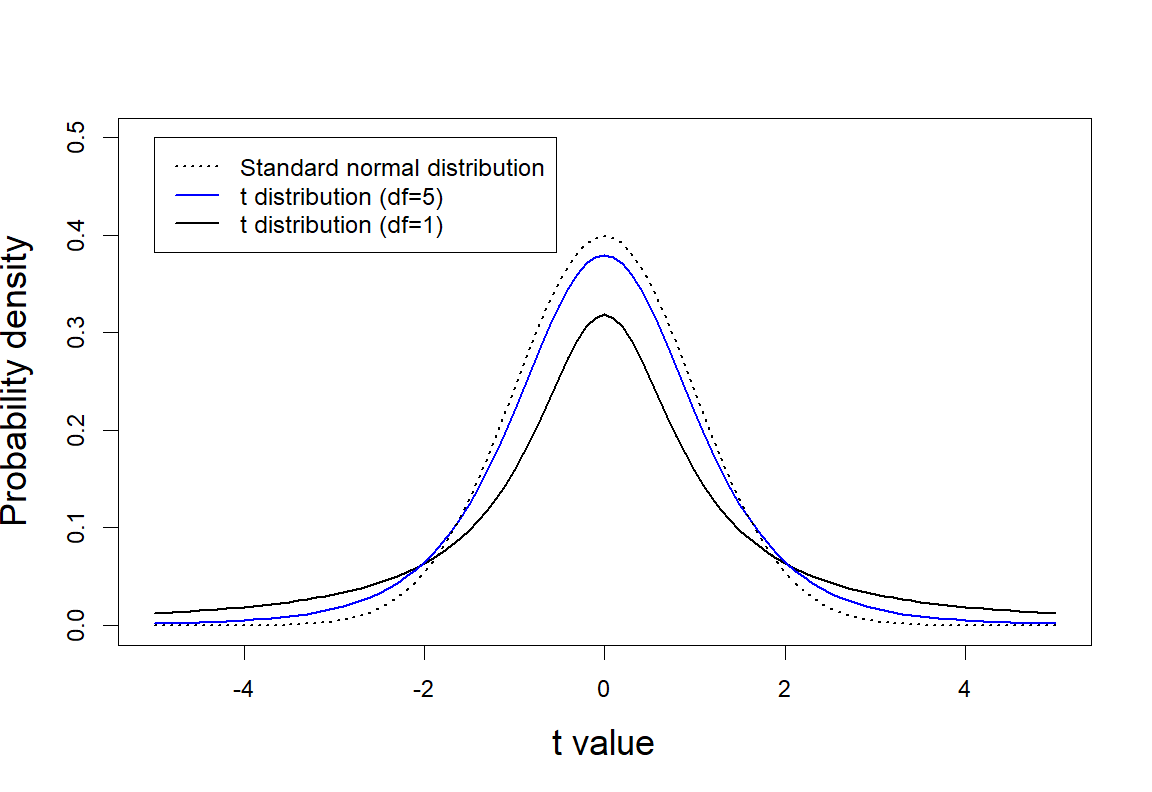 Standard normal distribution
t distribution (df=5)
t distribution (df=1)
Probability density
0.5
0.4
0.3
0.2
0.1
0.0
-4
-2
0
2
4
t value